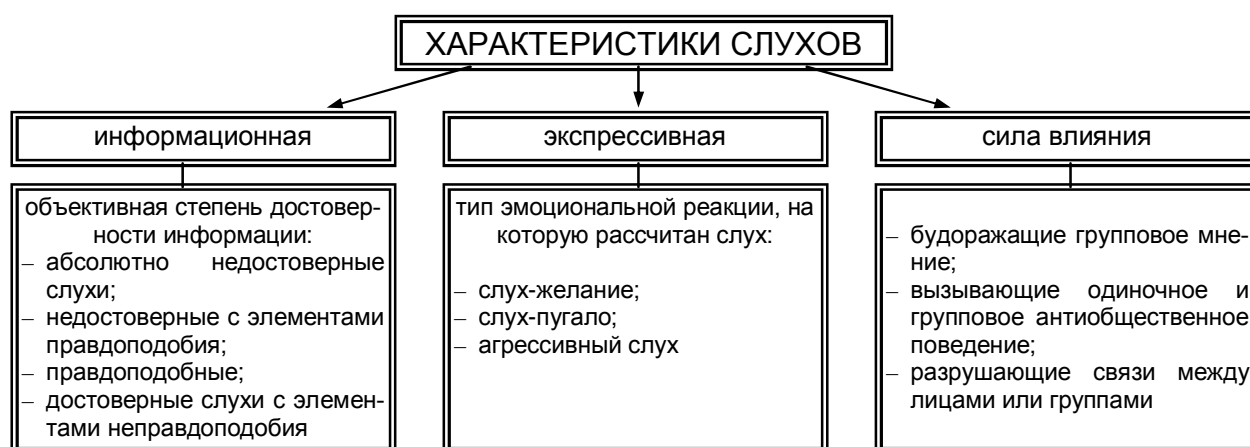 ХАРАКТЕРИСТИКИ СЛУХОВ
информационная
объективная степень достовер-
ности информации:
– абсолютно недостоверные
слухи;
– недостоверные с элементами
правдоподобия;
– правдоподобные;
– достоверные слухи с элемен-
тами неправдоподобия
экспрессивная
тип эмоциональной реакции, на
которую рассчитан слух:
– слух-желание;
– слух-пугало;
– агрессивный слух
сила влияния
– будоражащие групповое мне-
ние;
– вызывающие одиночное и
групповое антиобщественное
поведение;
– разрушающие связи между
лицами или группами